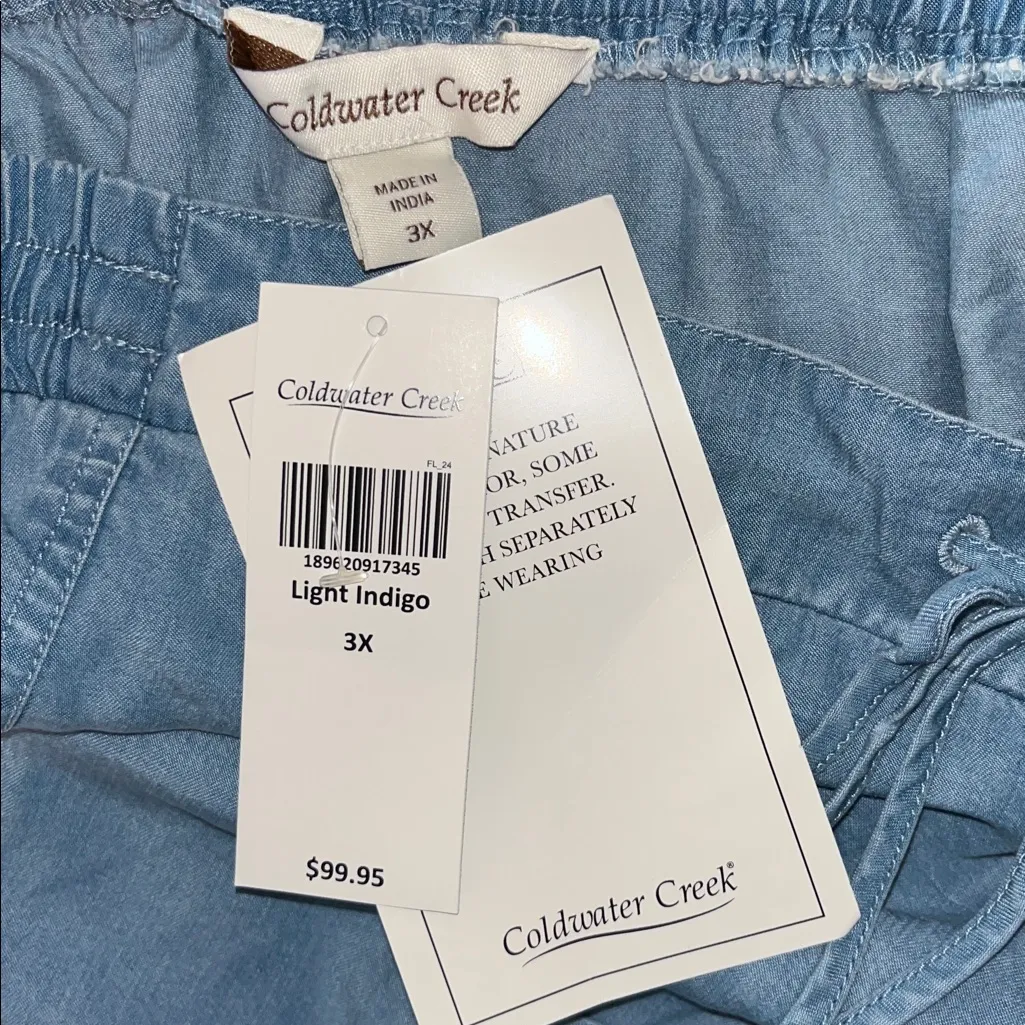 Coldwater Creek
MADE IN
INDIA
3X
Coldwater Creek
FL_24
189620917345
Light Indigo
3X
$99.95
NATURE
OR, SOME
TRANSFER.
H SEPARATELY
E WEARING
Coldwater Creek®